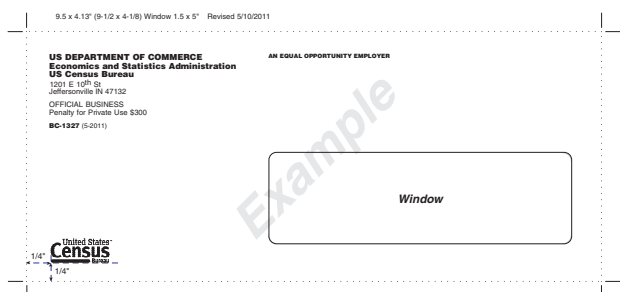 9.5 x 4.13" (9-1/2 x 4-1/8) Window 1.5 x 5" Revised 5/10/2011
US DEPARTMENT OF COMMERCE
Economics and Statistics Administration
US Census Bureau
1201 E 10th St
Jeffersonville IN 47132
OFFICIAL BUSINESS
Penalty for Private Use $300
BC-1327 (5-2011)
AN EQUAL OPPORTUNITY EMPLOYER
Example
Window
United States™
Census
Bureau
1/4"
1/4"